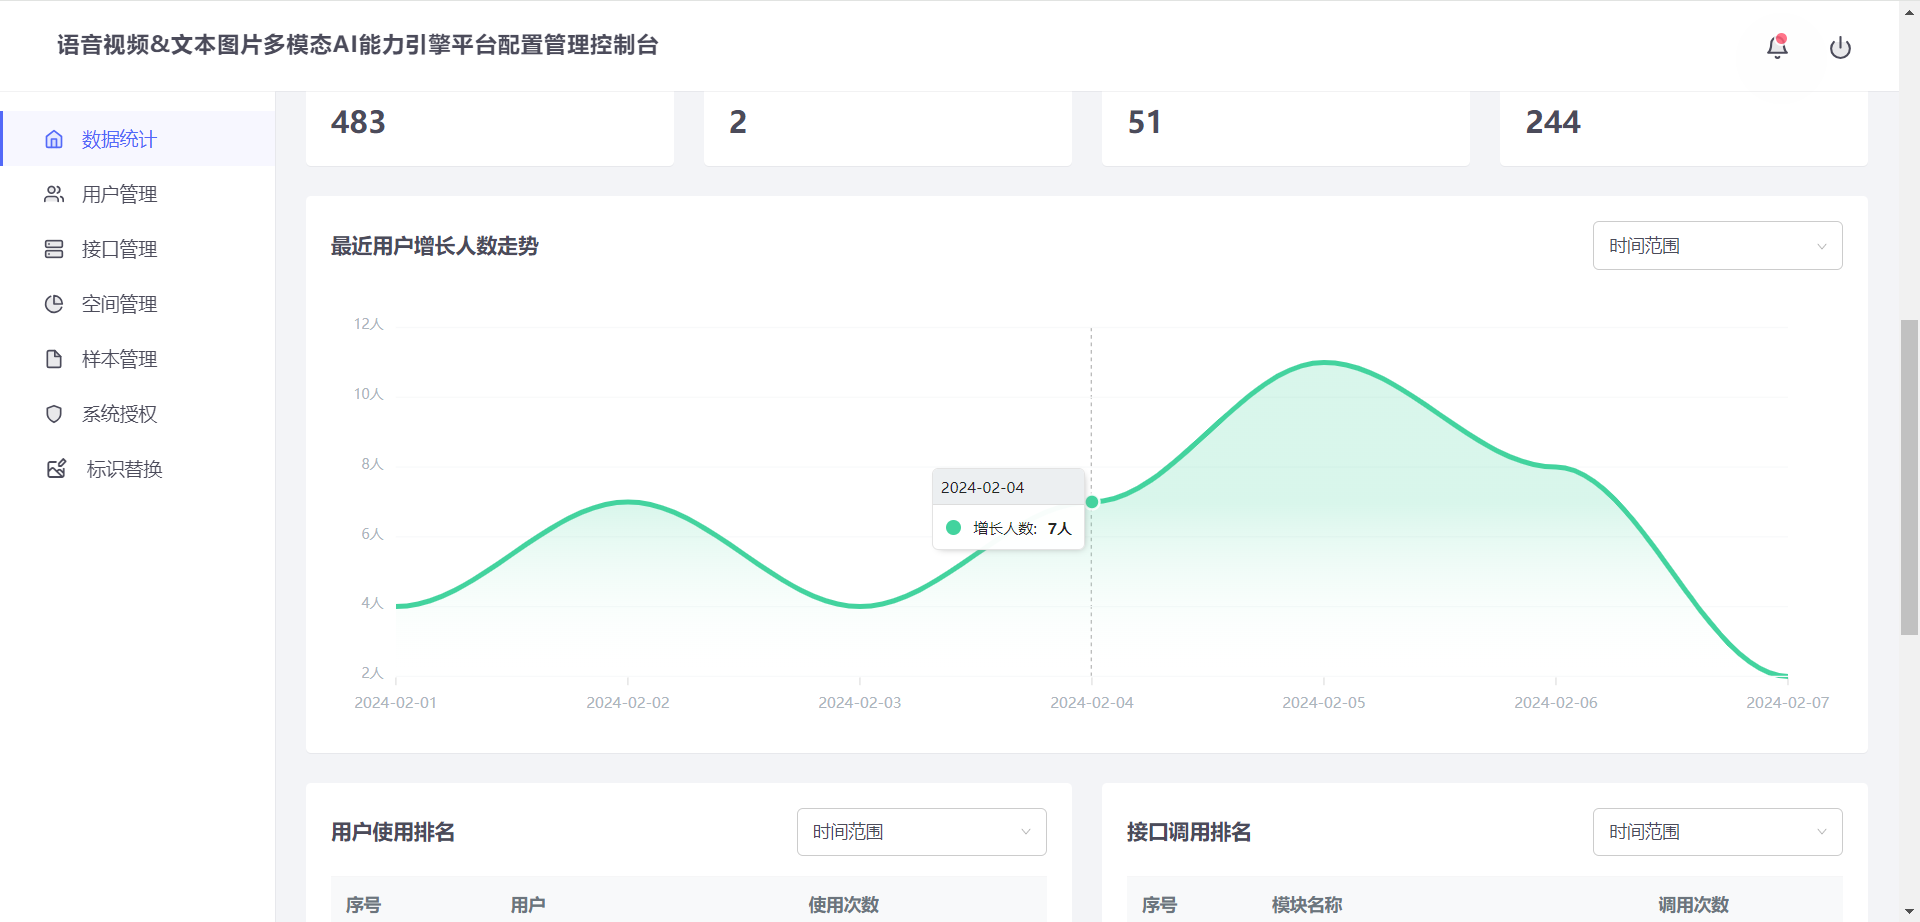 语音视频&文本图片多模态AI能力引擎平台配置管理控制台
数据统计
用户管理
接口管理
空间管理
样本管理
系统授权
标识替换
483
2
51
244
最近用户增长人数走势
时间范围
12人
10人
8人
6人
4人
2人
2024-02-04
增长人数: 7人
2024-02-01
2024-02-02
2024-02-03
2024-02-04
2024-02-05
2024-02-06
2024-02-07
用户使用排名
时间范围
序号
用户
使用次数
接口调用排名
时间范围
序号
模块名称
调用次数